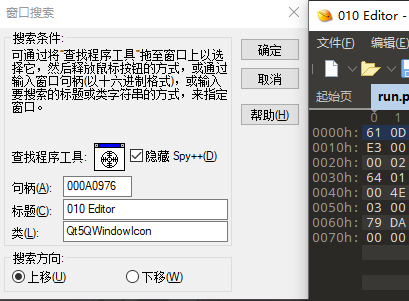 窗口搜索
搜索条件:
可通过将"查找程序工具"拖至窗口上以选
择它，然后释放鼠标按钮的方式，或通过
输入窗口句柄(以十六进制格式)，或输入
要搜索的标题或类字符串的方式，来指定
窗口。
确定
取消
帮助(H)
查找程序工具:
隐藏 Spy++(D)
句柄(A): 000A0976
标题(C): 010 Editor
类(L): Qt5QWindowIcon
搜索方向:
上移(U) 下移(W)
010 Editor -
文件(F) 编辑(E)
起始页 run.p
0 1
0000h: 61 0D
0010h: E3 00
0020h: 00 02
0030h: 64 01
0040h: 00 4E
0050h: 03 00
0060h: 79 DA
0070h: 00 00